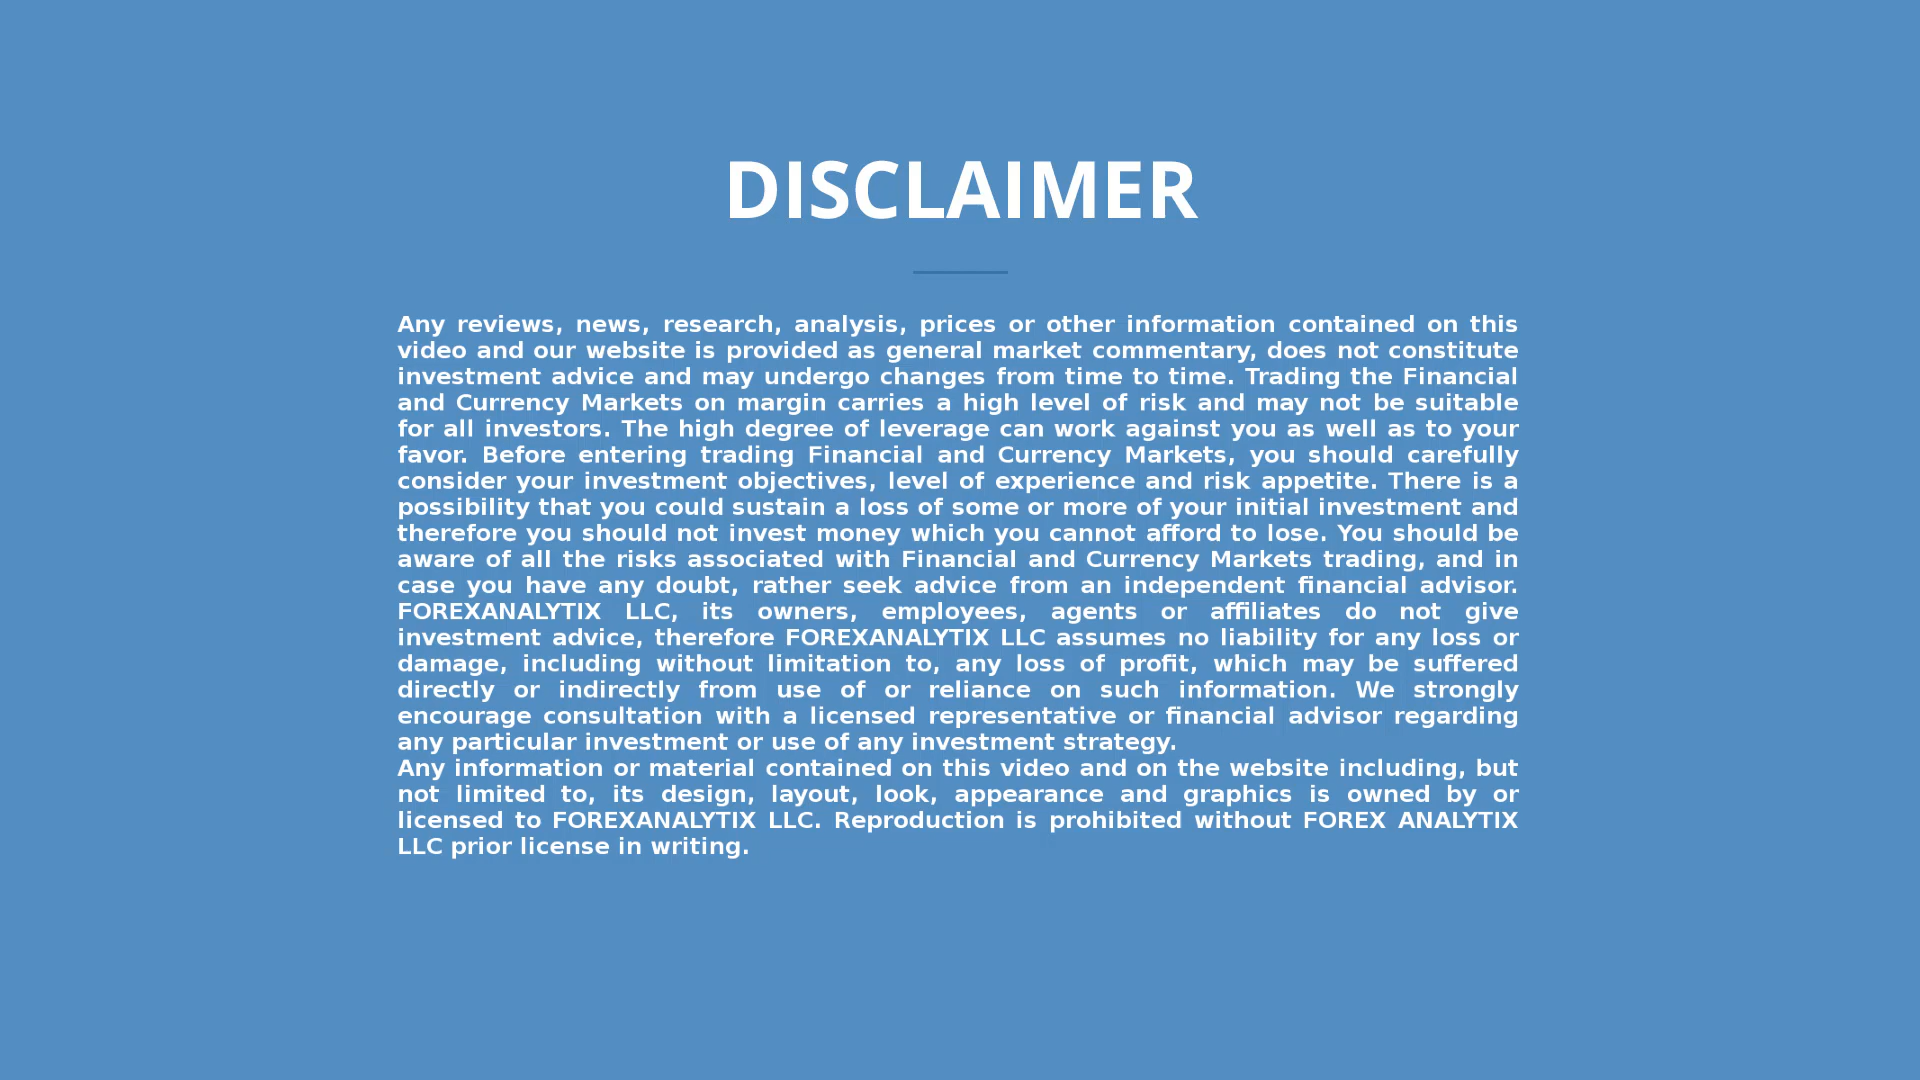 DISCLAIMER
Any reviews, news, research, analysis, prices or other information contained on this
video and our website is provided as general market commentary, does not constitute
investment advice and may undergo changes from time to time. Trading the Financial
and Currency Markets on margin carries a high level of risk and may not be suitable
for all investors. The high degree of leverage can work against you as well as to your
favor. Before entering trading Financial and Currency Markets, you should carefully
consider your investment objectives, level of experience and risk appetite. There is a
possibility that you could sustain a loss of some or more of your initial investment and
therefore you should not invest money which you cannot afford to lose. You should be
aware of all the risks associated with Financial and Currency Markets trading, and in
case you have any doubt, rather seek advice from an independent financial advisor.
FOREXANALYTIX LLC, its owners, employees, agents or affiliates do not give
investment advice, therefore FOREXANALYTIX LLC assumes no liability for any loss or
damage, including without limitation to, any loss of profit, which may be suffered
directly or indirectly from use of or reliance on such information. We strongly
encourage consultation with a licensed representative or financial advisor regarding
any particular investment or use of any investment strategy.
Any information or material contained on this video and on the website including, but
not limited to, its design, layout, look, appearance and graphics is owned by or
licensed to FOREXANALYTIX LLC. Reproduction is prohibited without FOREX ANALYTIX
LLC prior license in writing.